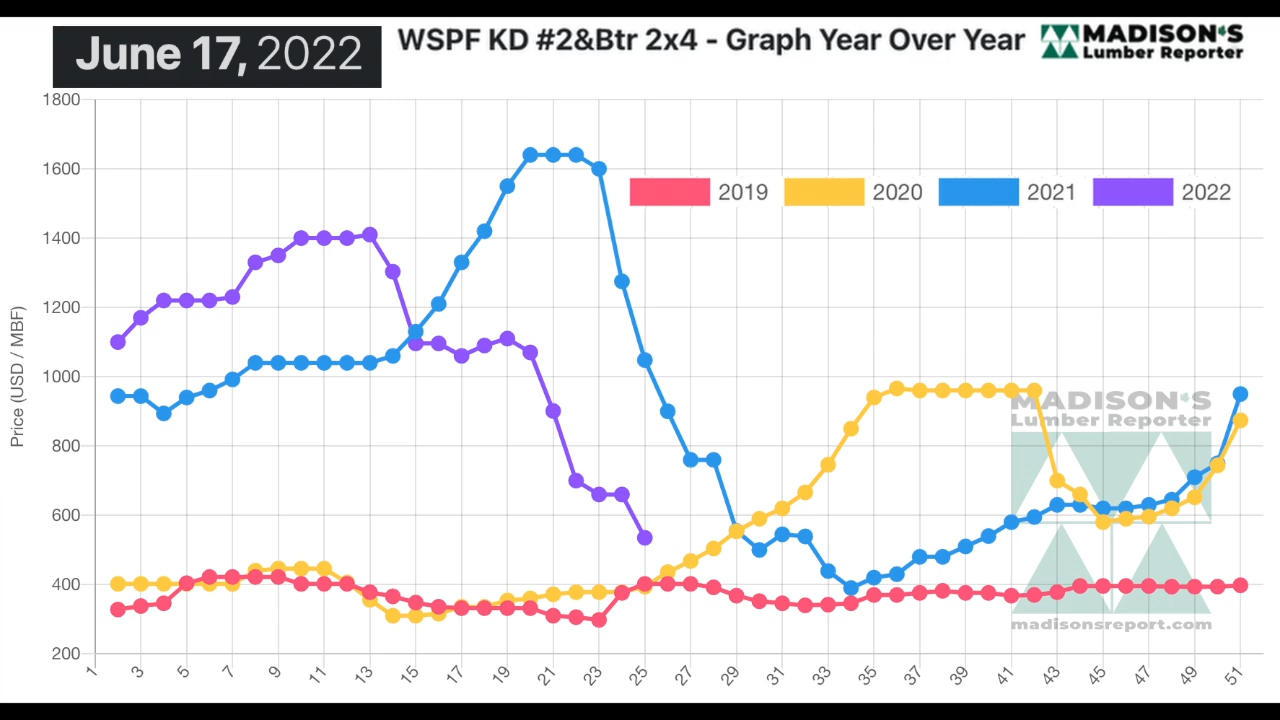 June 17, 2022
WSPF KD #2&Btr 2x4 - Graph Year Over Year
MADISON'S
Lumber Reporter
1800
1600
1400
1200
1000
800
600
400
200
Price (USD / MBF)
2019
2020
2021
2022
MADISON'S
Lumber Reporter
madisonsreport.com
1 3 5 7 9 11 13 15 17 19 21 23 25 27 29 31 33 35 37 39 41 43 45 47 49 51